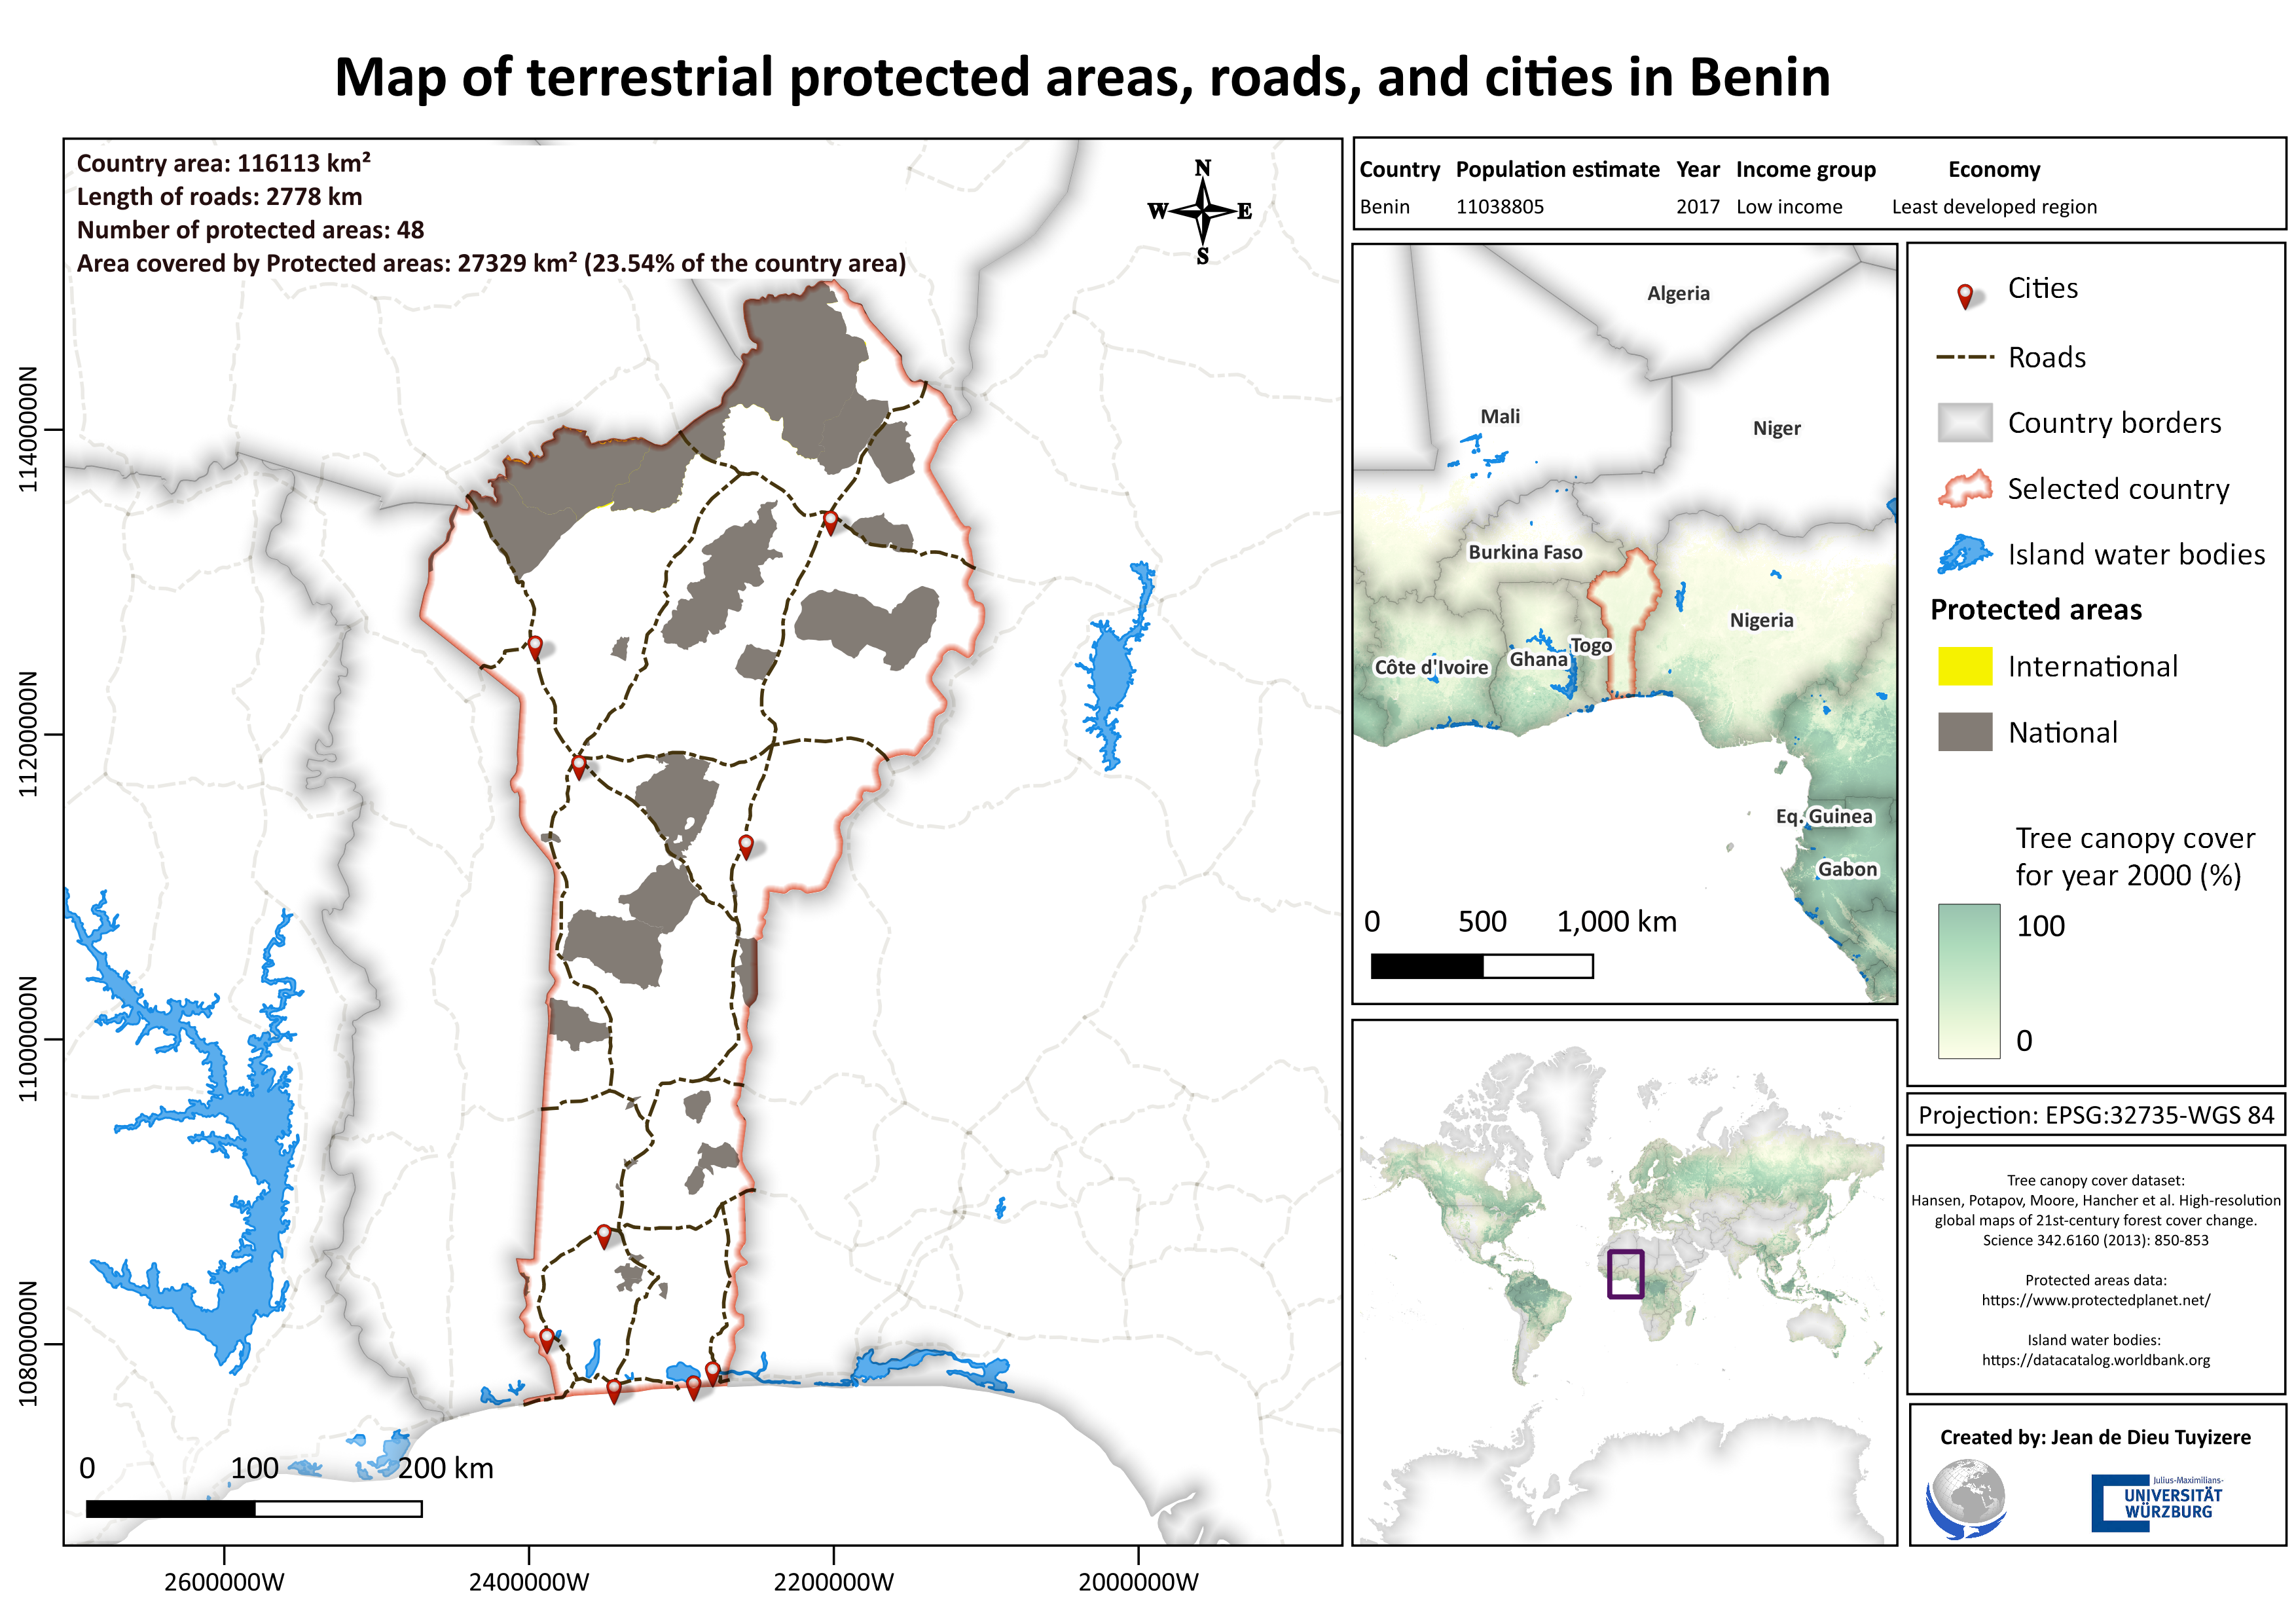 Map of terrestrial protected areas, roads, and cities in Benin
Country area: 116113 km²
Length of roads: 2778 km
Number of protected areas: 48
Area covered by Protected areas: 27329 km² (23.54% of the country area)
N
W E
S
11400000N
11200000N
11000000N
10800000N
0 100 200 km
2600000W 2400000W 2200000W 2000000W
Country Population estimate Year Income group Economy
Benin 11038805 2017 Low income Least developed region
Algeria
Mali
Niger
Burkina Faso
Nigeria
Togo
Ghana
Côte d'Ivoire
Eq. Guinea
Gabon
0 500 1,000 km
Cities
Roads
Country borders
Selected country
Island water bodies
Protected areas
International
National
Tree canopy cover
for year 2000 (%)
100
0
Projection: EPSG:32735-WGS 84
Tree canopy cover dataset:
Hansen, Potapov, Moore, Hancher et al. High-resolution
global maps of 21st-century forest cover change.
Science 342.6160 (2013): 850-853
Protected areas data:
https://www.protectedplanet.net/
Island water bodies:
https://datacatalog.worldbank.org
Created by: Jean de Dieu Tuyizere
Julius-Maximilians-
UNIVERSITÄT
WÜRZBURG